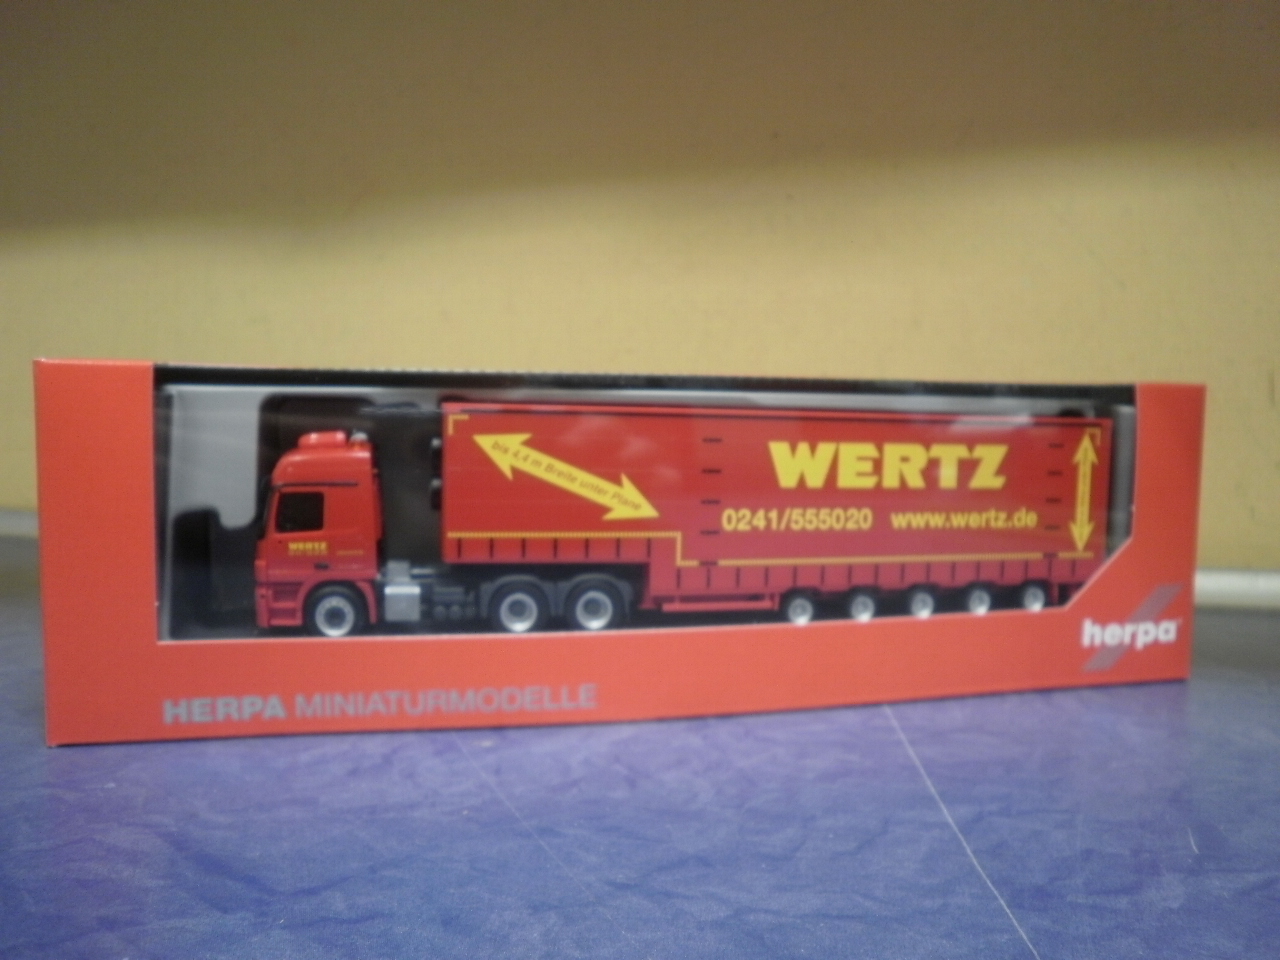 bis 4,4 m Breite unter Plane
WERTZ
0241/555020 www.wertz.de
WERTZ
herpa
HERPA MINIATURMODELLE